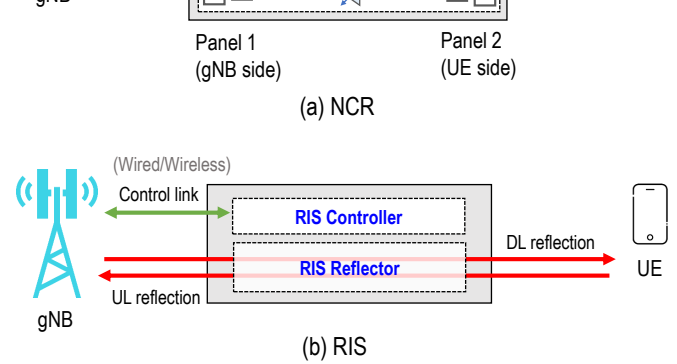 gNB
Panel 1
(gNB side)
Panel 2
(UE side)
(a) NCR
(Wired/Wireless)
Control link
RIS Controller
DL reflection
RIS Reflector
UE
UL reflection
gNB
(b) RIS